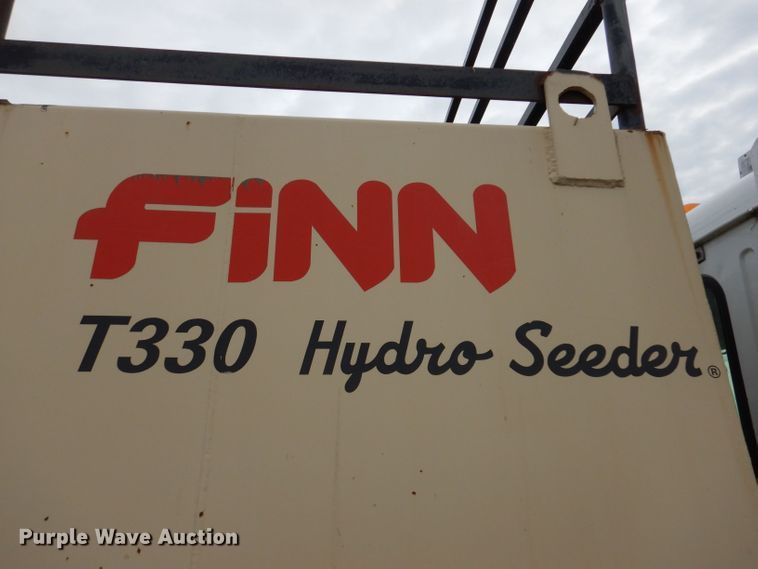 FiNN
T330 Hydro Seeder®
Purple Wave Auction